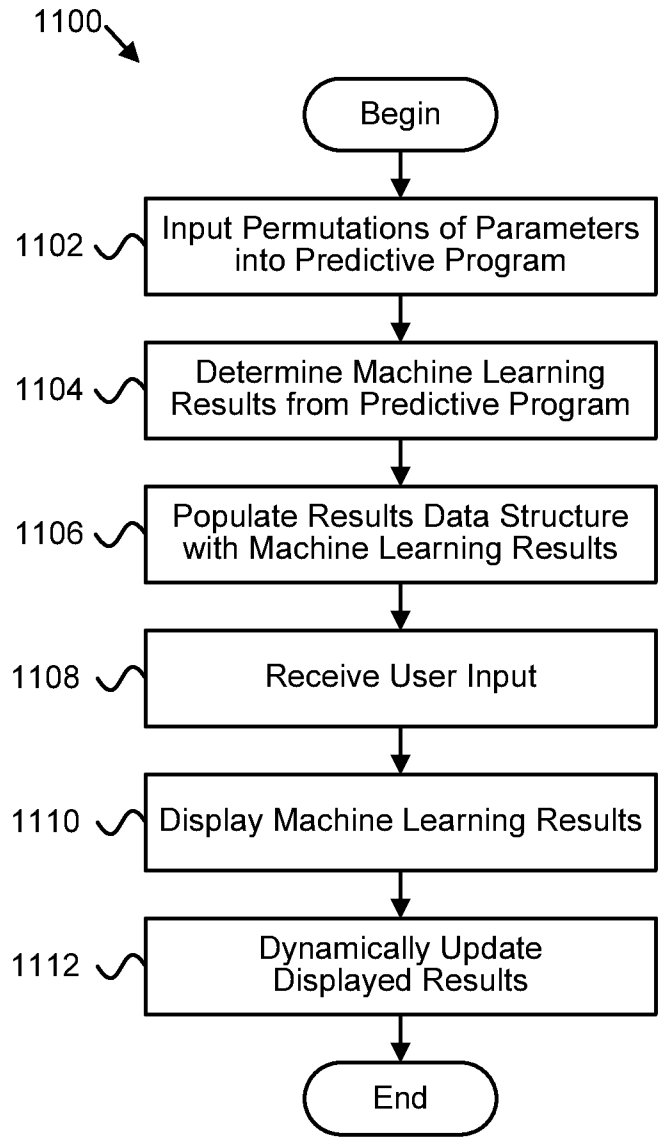 1100
Begin
1102
Input Permutations of Parameters
into Predictive Program
1104
Determine Machine Learning
Results from Predictive Program
1106
Populate Results Data Structure
with Machine Learning Results
1108
Receive User Input
1110
Display Machine Learning Results
1112
Dynamically Update
Displayed Results
End